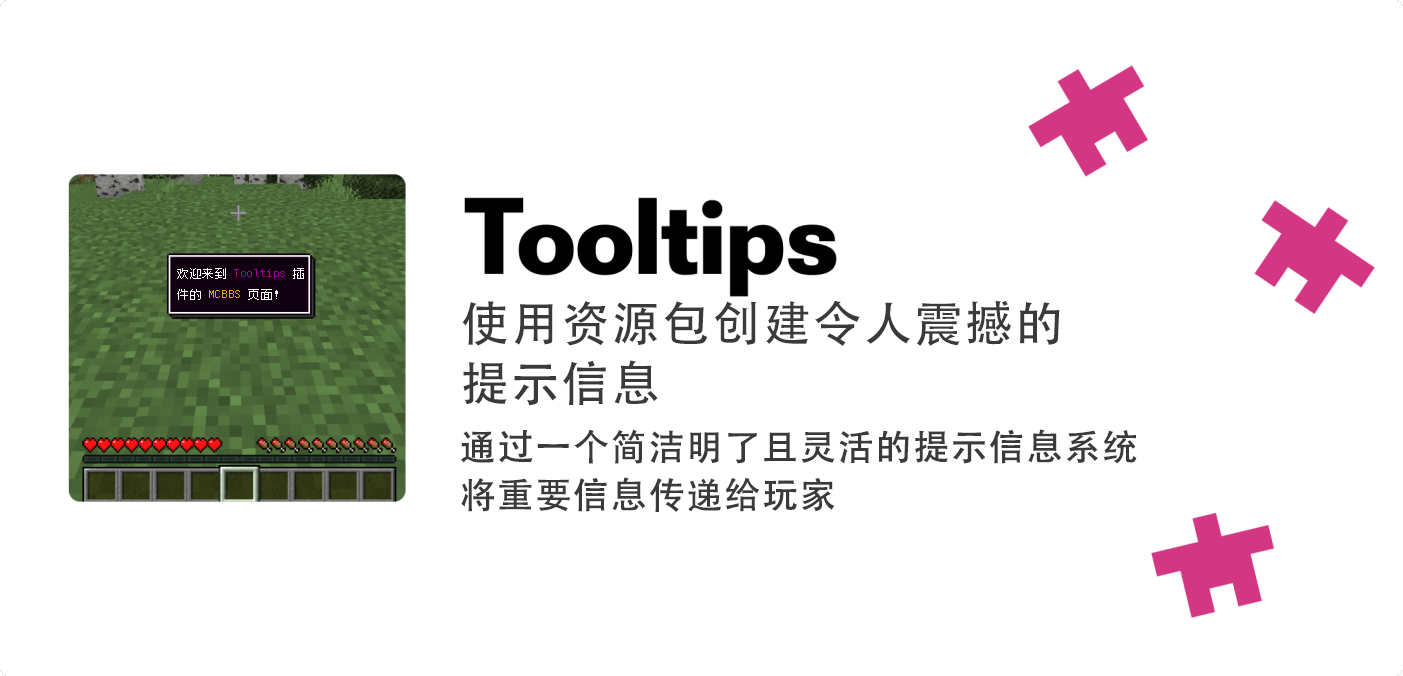 欢迎来到 Tooltips 插
件的 MCBBS 页面!
Tooltips
使用资源包创建令人震撼的
提示信息
通过一个简洁明了且灵活的提示信息系统
将重要信息传递给玩家